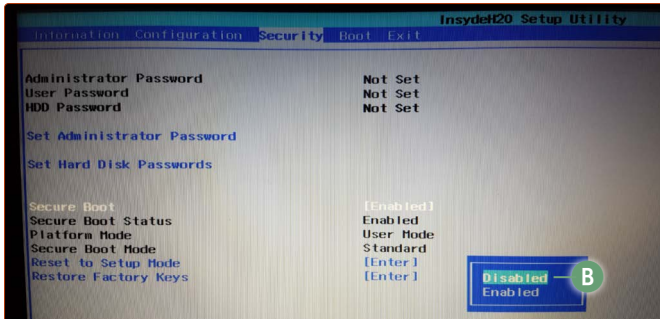 InsydeH20 Setup Utility
Information Configuration Security Boot Exit
Administrator Password Not Set
User Password Not Set
HDD Password Not Set
Set Administrator Password
Set Hard Disk Passwords
Secure Boot [Enabled]
Secure Boot Status Enabled
Platform Mode User Mode
Secure Boot Mode Standard
Reset to Setup Mode [Enter]
Restore Factory Keys [Enter]
Disabled B
Enabled